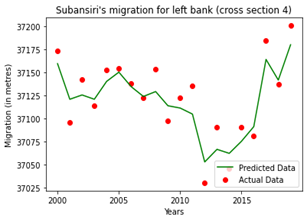 Subansiri's migration for left bank (cross section 4)
37200
37175
37150
37125
37100
37075
37050
37025
Migration (in metres)
2000
2005
2010
2015
Years
Predicted Data
Actual Data